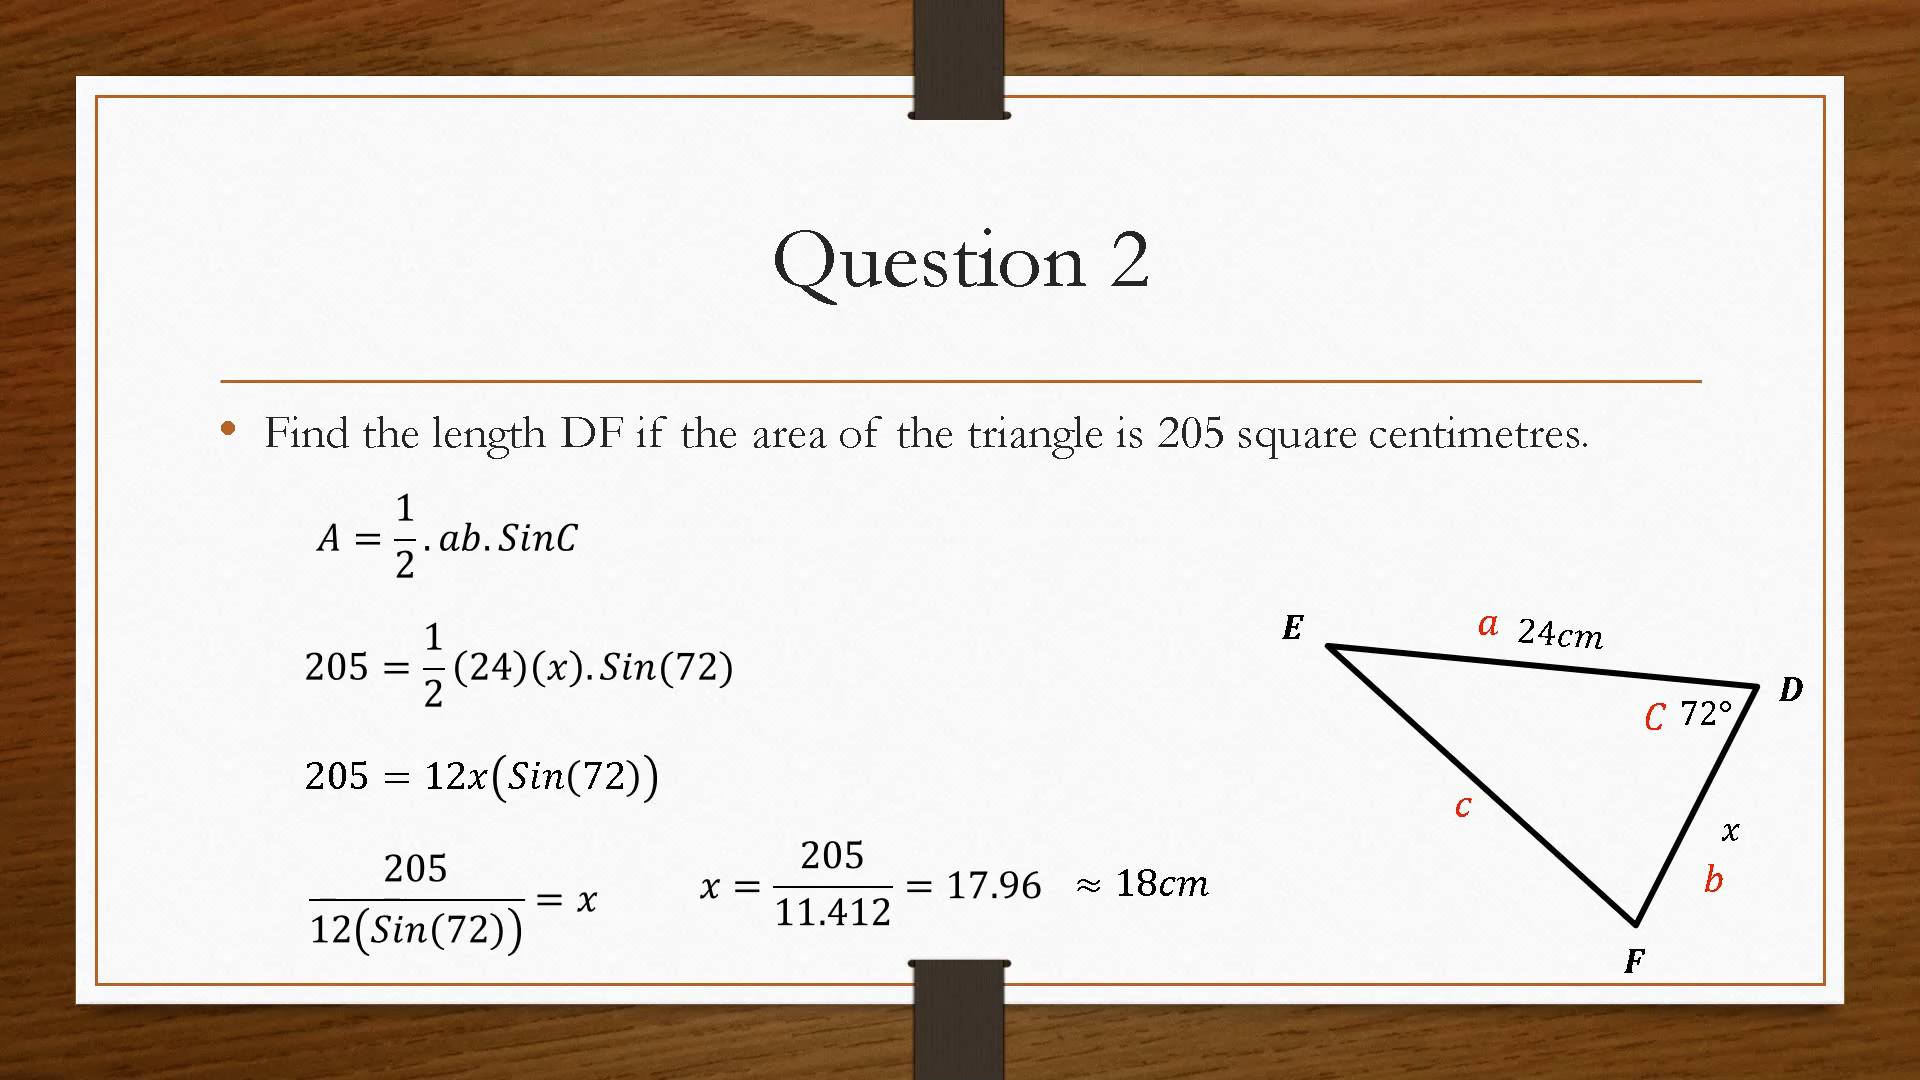 Question 2
• Find the length DF if the area of the triangle is 205 square centimetres.
A = 1/2 . ab. SinC
205 = 1/2 (24)(x). Sin(72)
205 = 12x(Sin(72))
205/12(Sin(72)) = x
x = 205/11.412 = 17.96 ≈ 18cm
E
a 24cm
D
C 72°
c
x
b
F